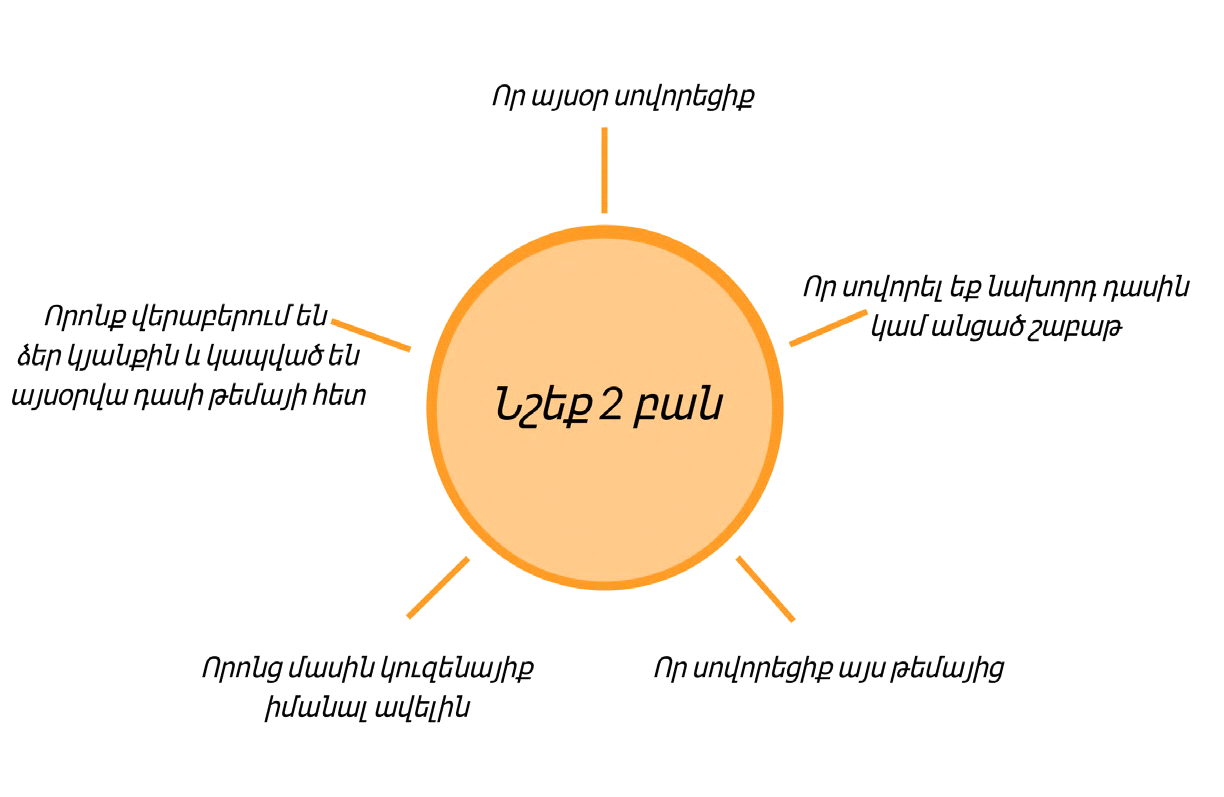 Որ այսօր սովորեցիք
Որ սովորել եք նախորդ դասին
կամ անցած շաբաթ
Որոնք վերաբերում են
ձեր կյանքին և կապված են
այսօրվա դասի թեմայի հետ
Նշեք 2 բան
Որոնց մասին կուզենայիք
իմանալ ավելին
Որ սովորեցիք այս թեմայից